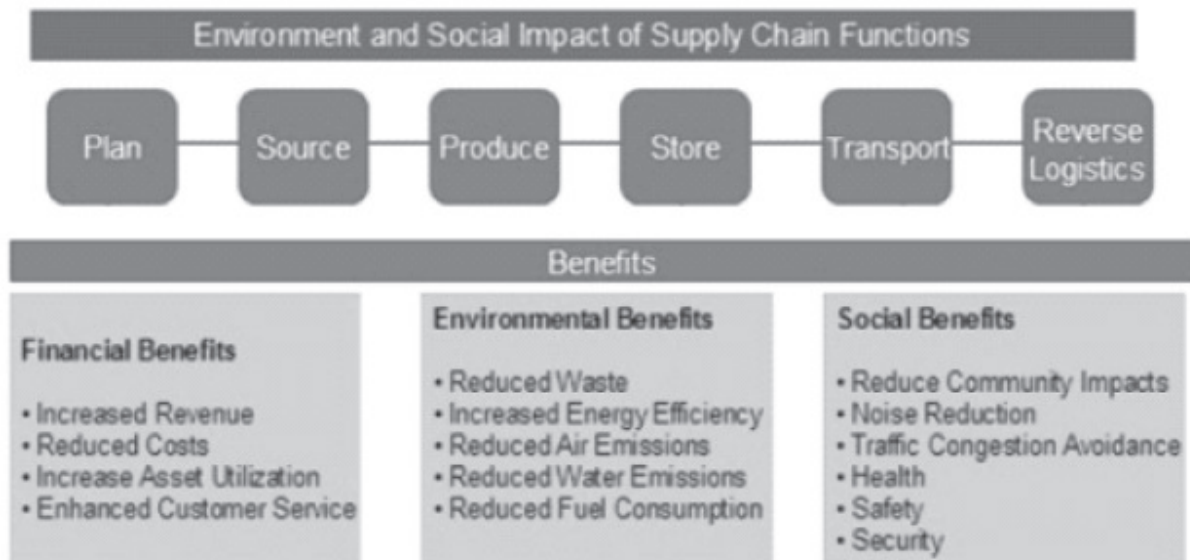 Environment and Social Impact of Supply Chain Functions
Plan
Source
Produce
Store
Transport
Reverse
Logistics
Benefits
Financial Benefits
• Increased Revenue
• Reduced Costs
• Increase Asset Utilization
• Enhanced Customer Service
Environmental Benefits
• Reduced Waste
• Increased Energy Efficiency
• Reduced Air Emissions
• Reduced Water Emissions
• Reduced Fuel Consumption
Social Benefits
• Reduce Community Impacts
• Noise Reduction
• Traffic Congestion Avoidance
• Health
• Safety
• Security